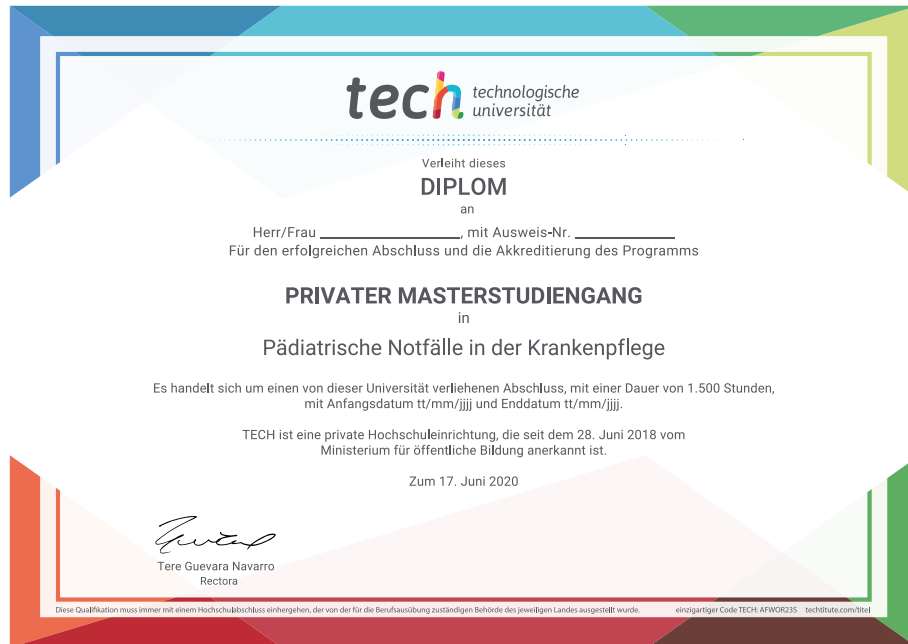 tech technologische
universität
Verleiht dieses
DIPLOM
an
Herr/Frau ____________________, mit Ausweis-Nr. ______________
Für den erfolgreichen Abschluss und die Akkreditierung des Programms
PRIVATER MASTERSTUDIENGANG
in
Pädiatrische Notfälle in der Krankenpflege
Es handelt sich um einen von dieser Universität verliehenen Abschluss, mit einer Dauer von 1.500 Stunden,
mit Anfangsdatum tt/mm/jjjj und Enddatum tt/mm/jjjj.
TECH ist eine private Hochschuleinrichtung, die seit dem 28. Juni 2018 vom
Ministerium für öffentliche Bildung anerkannt ist.
Zum 17. Juni 2020
Tere Guevara Navarro
Rectora
Diese Qualifikation muss immer mit einem Hochschulabschluss einhergehen, der von der für die Berufsausübung zuständigen Behörde des jeweiligen Landes ausgestellt wurde. einzigartiger Code TECH: AFWOR23S techtitute.com/titel